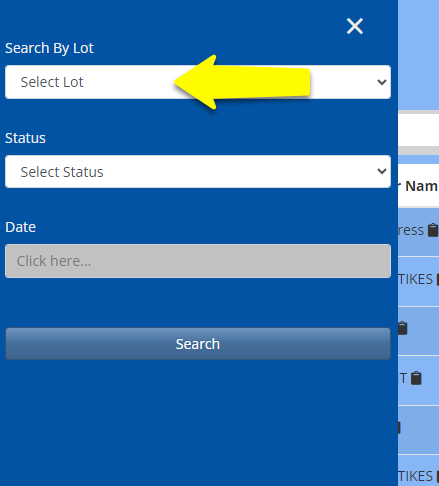 Search By Lot
Select Lot
Status
Select Status
Date
Click here...
Search
r Nam
ress
TIKES
T
TIKES